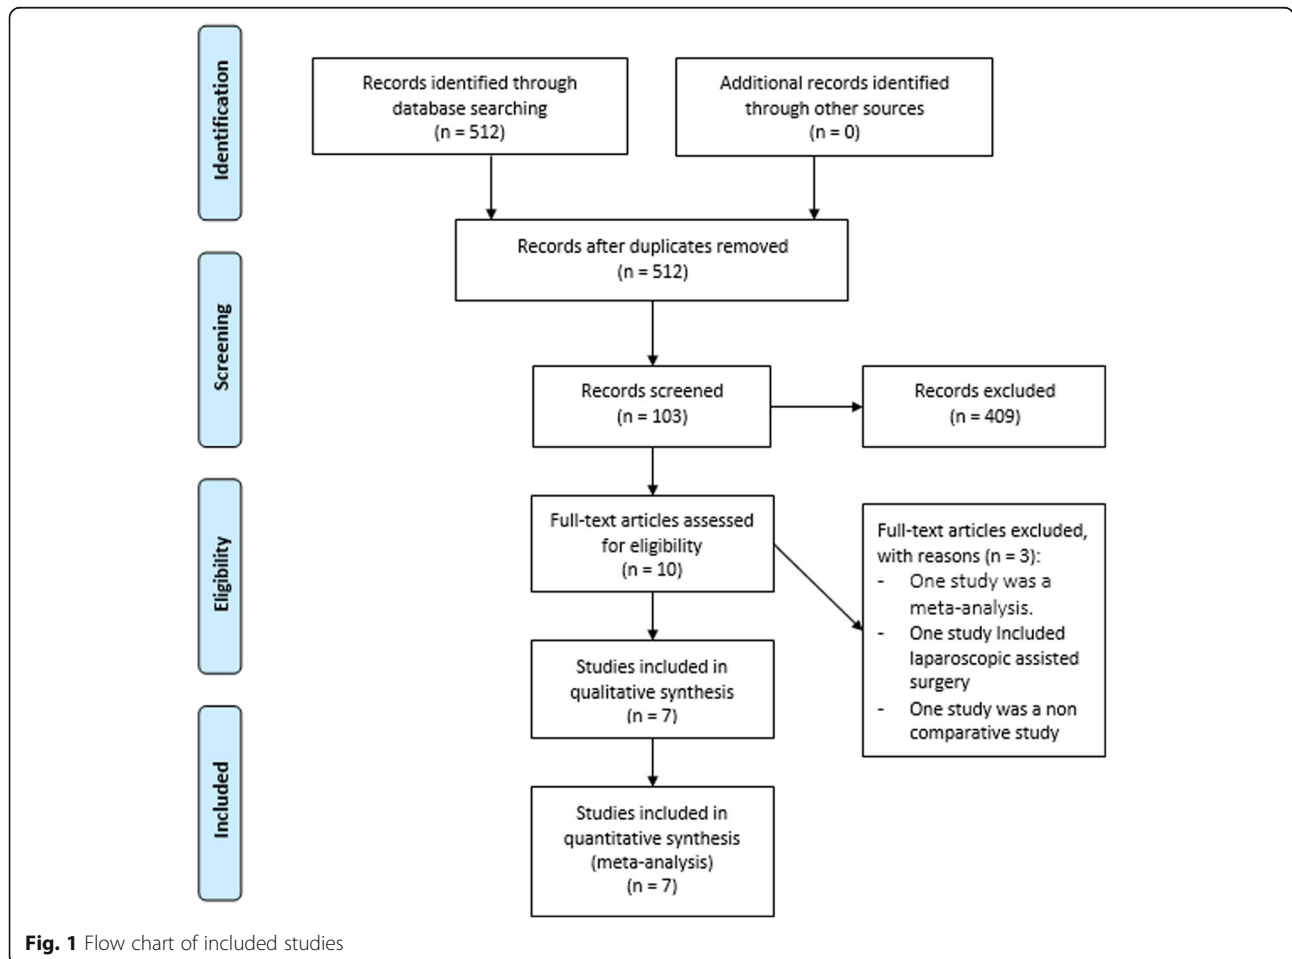 Identification
Records identified through
database searching
(n = 512)
Additional records identified
through other sources
(n = 0)
Records after duplicates removed
(n = 512)
Screening
Records screened
(n = 103)
Records excluded
(n = 409)
Eligibility
Full-text articles assessed
for eligibility
(n = 10)
Full-text articles excluded,
with reasons (n = 3):
- One study was a
meta-analysis.
- One study Included
laparoscopic assisted
surgery
- One study was a non
comparative study
Studies included in
qualitative synthesis
(n = 7)
Included
Studies included in
quantitative synthesis
(meta-analysis)
(n = 7)
Fig. 1 Flow chart of included studies